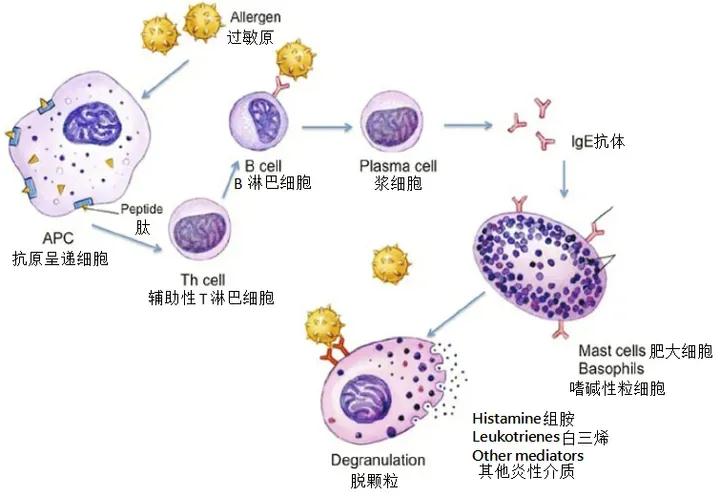 Allergen
过敏原
B cell
B 淋巴细胞
Plasma cell
浆细胞
IgE抗体
Peptide
肽
APC
抗原呈递细胞
Th cell
辅助性T淋巴细胞
Mast cells 肥大细胞
Basophils
嗜碱性粒细胞
Histamine组胺
Leukotrienes白三烯
Other mediators
其他炎性介质
Degranulation
脱颗粒